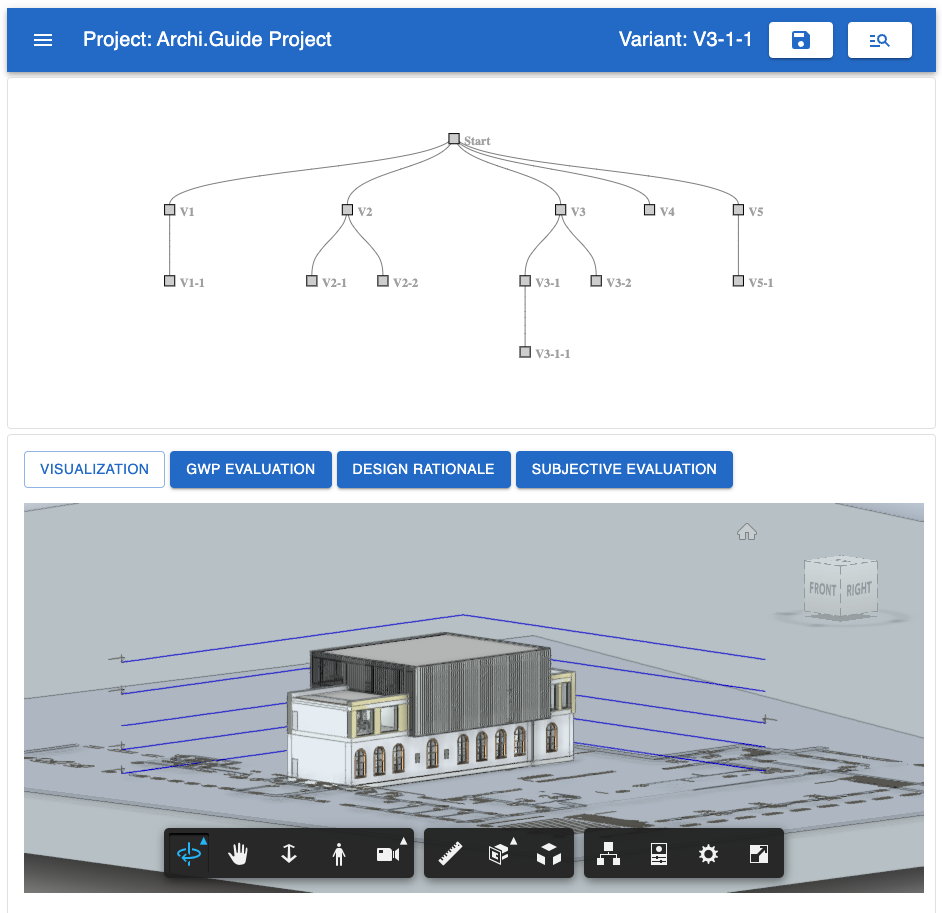 Project: Archi.Guide Project
Variant: V3-1-1
Start
V1
V2
V3
V4
V5
V1-1
V2-1
V2-2
V3-1
V3-2
V5-1
V3-1-1
VISUALIZATION
GWP EVALUATION
DESIGN RATIONALE
SUBJECTIVE EVALUATION
FRONT
RIGHT